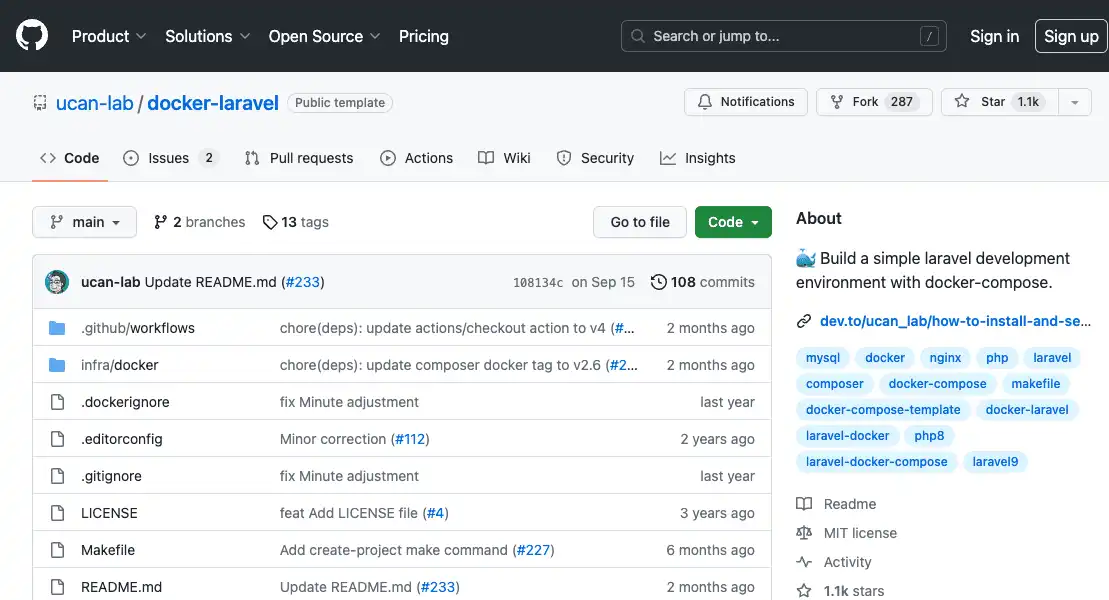 Product Solutions Open Source Pricing Search or jump to... / Sign in Sign up
ucan-lab / docker-laravel Public template Notifications Fork 287 Star 1.1k
Code Issues 2 Pull requests Actions Wiki Security Insights
main 2 branches 13 tags Go to file Code
ucan-lab Update README.md (#233) 108134c on Sep 15 108 commits
.github/workflows chore(deps): update actions/checkout action to v4 (#... 2 months ago
infra/docker chore(deps): update composer docker tag to v2.6 (#2... 2 months ago
.dockerignore fix Minute adjustment last year
.editorconfig Minor correction (#112) 2 years ago
.gitignore fix Minute adjustment last year
LICENSE feat Add LICENSE file (#4) 3 years ago
Makefile Add create-project make command (#227) 6 months ago
README.md Update README.md (#233) 2 months ago
About
Build a simple laravel development
environment with docker-compose.
dev.to/ucan_lab/how-to-install-and-se...
mysql docker nginx php laravel
composer docker-compose makefile
docker-compose-template docker-laravel
laravel-docker php8
laravel-docker-compose laravel9
Readme
MIT license
Activity
1.1k stars